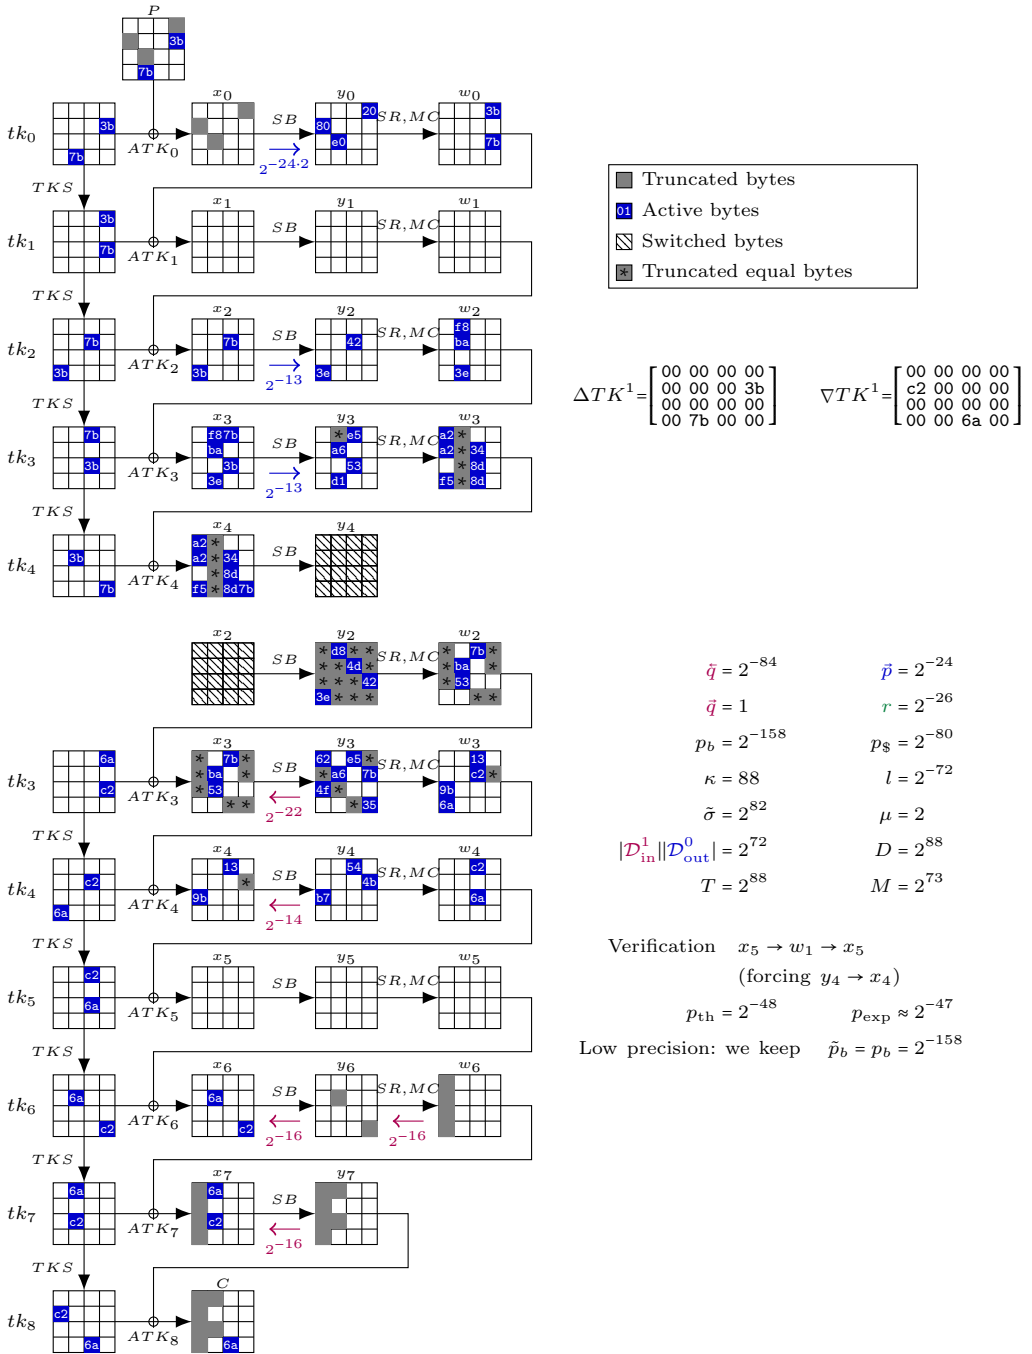 P
3b
7b
x0 y0 w0
tk0 3b 7b ATK0 SB 2^−24·2 20 80 e0 SR,MC 3b 7b
TKS
x1 y1 w1
tk1 3b 7b ATK1 SB SR,MC
TKS
x2 y2 w2
tk2 7b 3b ATK2 7b 3b SB 2^−13 42 3e SR,MC f8 ba 3e
TKS
x3 y3 w3
tk3 7b 3b ATK3 f8 7b ba 3b 3e SB 2^−13 * e5 a6 53 d1 SR,MC a2 * a2 * 34 * 8d f5 * 8d
TKS
x4 y4
tk4 3b 7b ATK4 a2 * a2 * 34 * 8d f5 * 8d 7b SB
Truncated bytes
01 Active bytes
Switched bytes
* Truncated equal bytes
ΔTK^1=
00 00 00 00
00 00 00 3b
00 00 00 00
00 7b 00 00
∇TK^1=
00 00 00 00
c2 00 00 00
00 00 00 00
00 00 6a 00
x2 y2 w2
SB * d8 * * * * 4d * * * * 42 3e * * * SR,MC * 7b * * ba * * 53 * *
x3 y3 w3
tk3 6a c2 ATK3 * 7b * * ba * * 53 * * SB 2^−22 62 e5 * * a6 7b 4f * * 35 SR,MC 13 c2 * 9b 6a
TKS
x4 y4 w4
tk4 c2 6a ATK4 13 * 9b SB 2^−14 54 4b b7 SR,MC c2 6a
TKS
x5 y5 w5
tk5 c2 6a ATK5 SB SR,MC
TKS
x6 y6 w6
tk6 6a c2 ATK6 6a c2 SB 2^−16 SR,MC 2^−16
TKS
x7 y7
tk7 6a c2 ATK7 6a c2 SB 2^−16
TKS
C
tk8 c2 6a ATK8 6a
q⃖ = 2^−84 p⃗ = 2^−24
q⃗ = 1 r = 2^−26
p_b = 2^−158 p_$ = 2^−80
κ = 88 l = 2^−72
σ̃ = 2^82 μ = 2
|D^1_in||D^0_out| = 2^72 D = 2^88
T = 2^88 M = 2^73
Verification x5 → w1 → x5
(forcing y4 → x4)
p_th = 2^−48 p_exp ≈ 2^−47
Low precision: we keep p̃_b = p_b = 2^−158